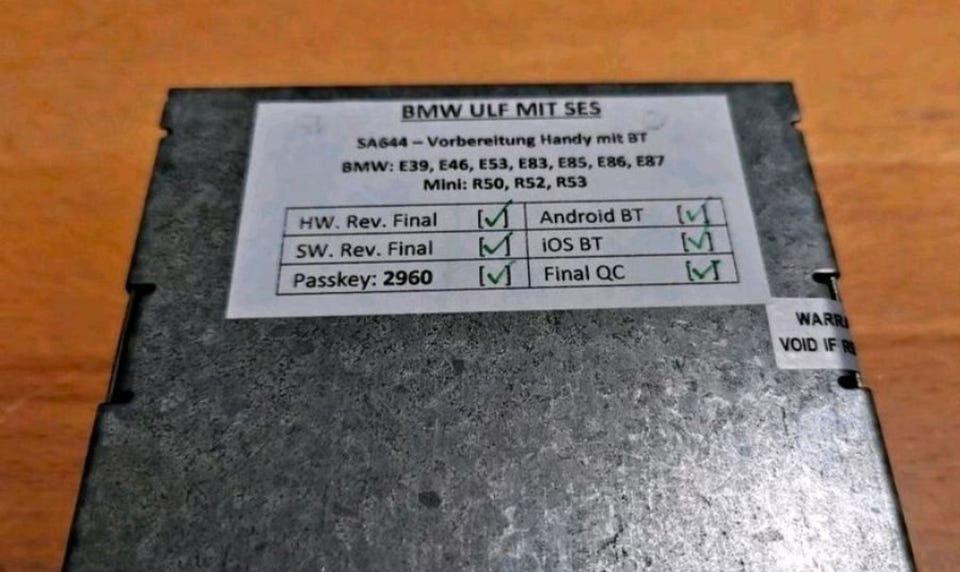 BMW ULF MIT SES
SA644 – Vorbereitung Handy mit BT
BMW: E39, E46, E53, E83, E85, E86, E87
Mini: R50, R52, R53
HW. Rev. Final [✓] Android BT [✓]
SW. Rev. Final [✓] iOS BT [✓]
Passkey: 2960 [✓] Final QC [✓]
VOID IF